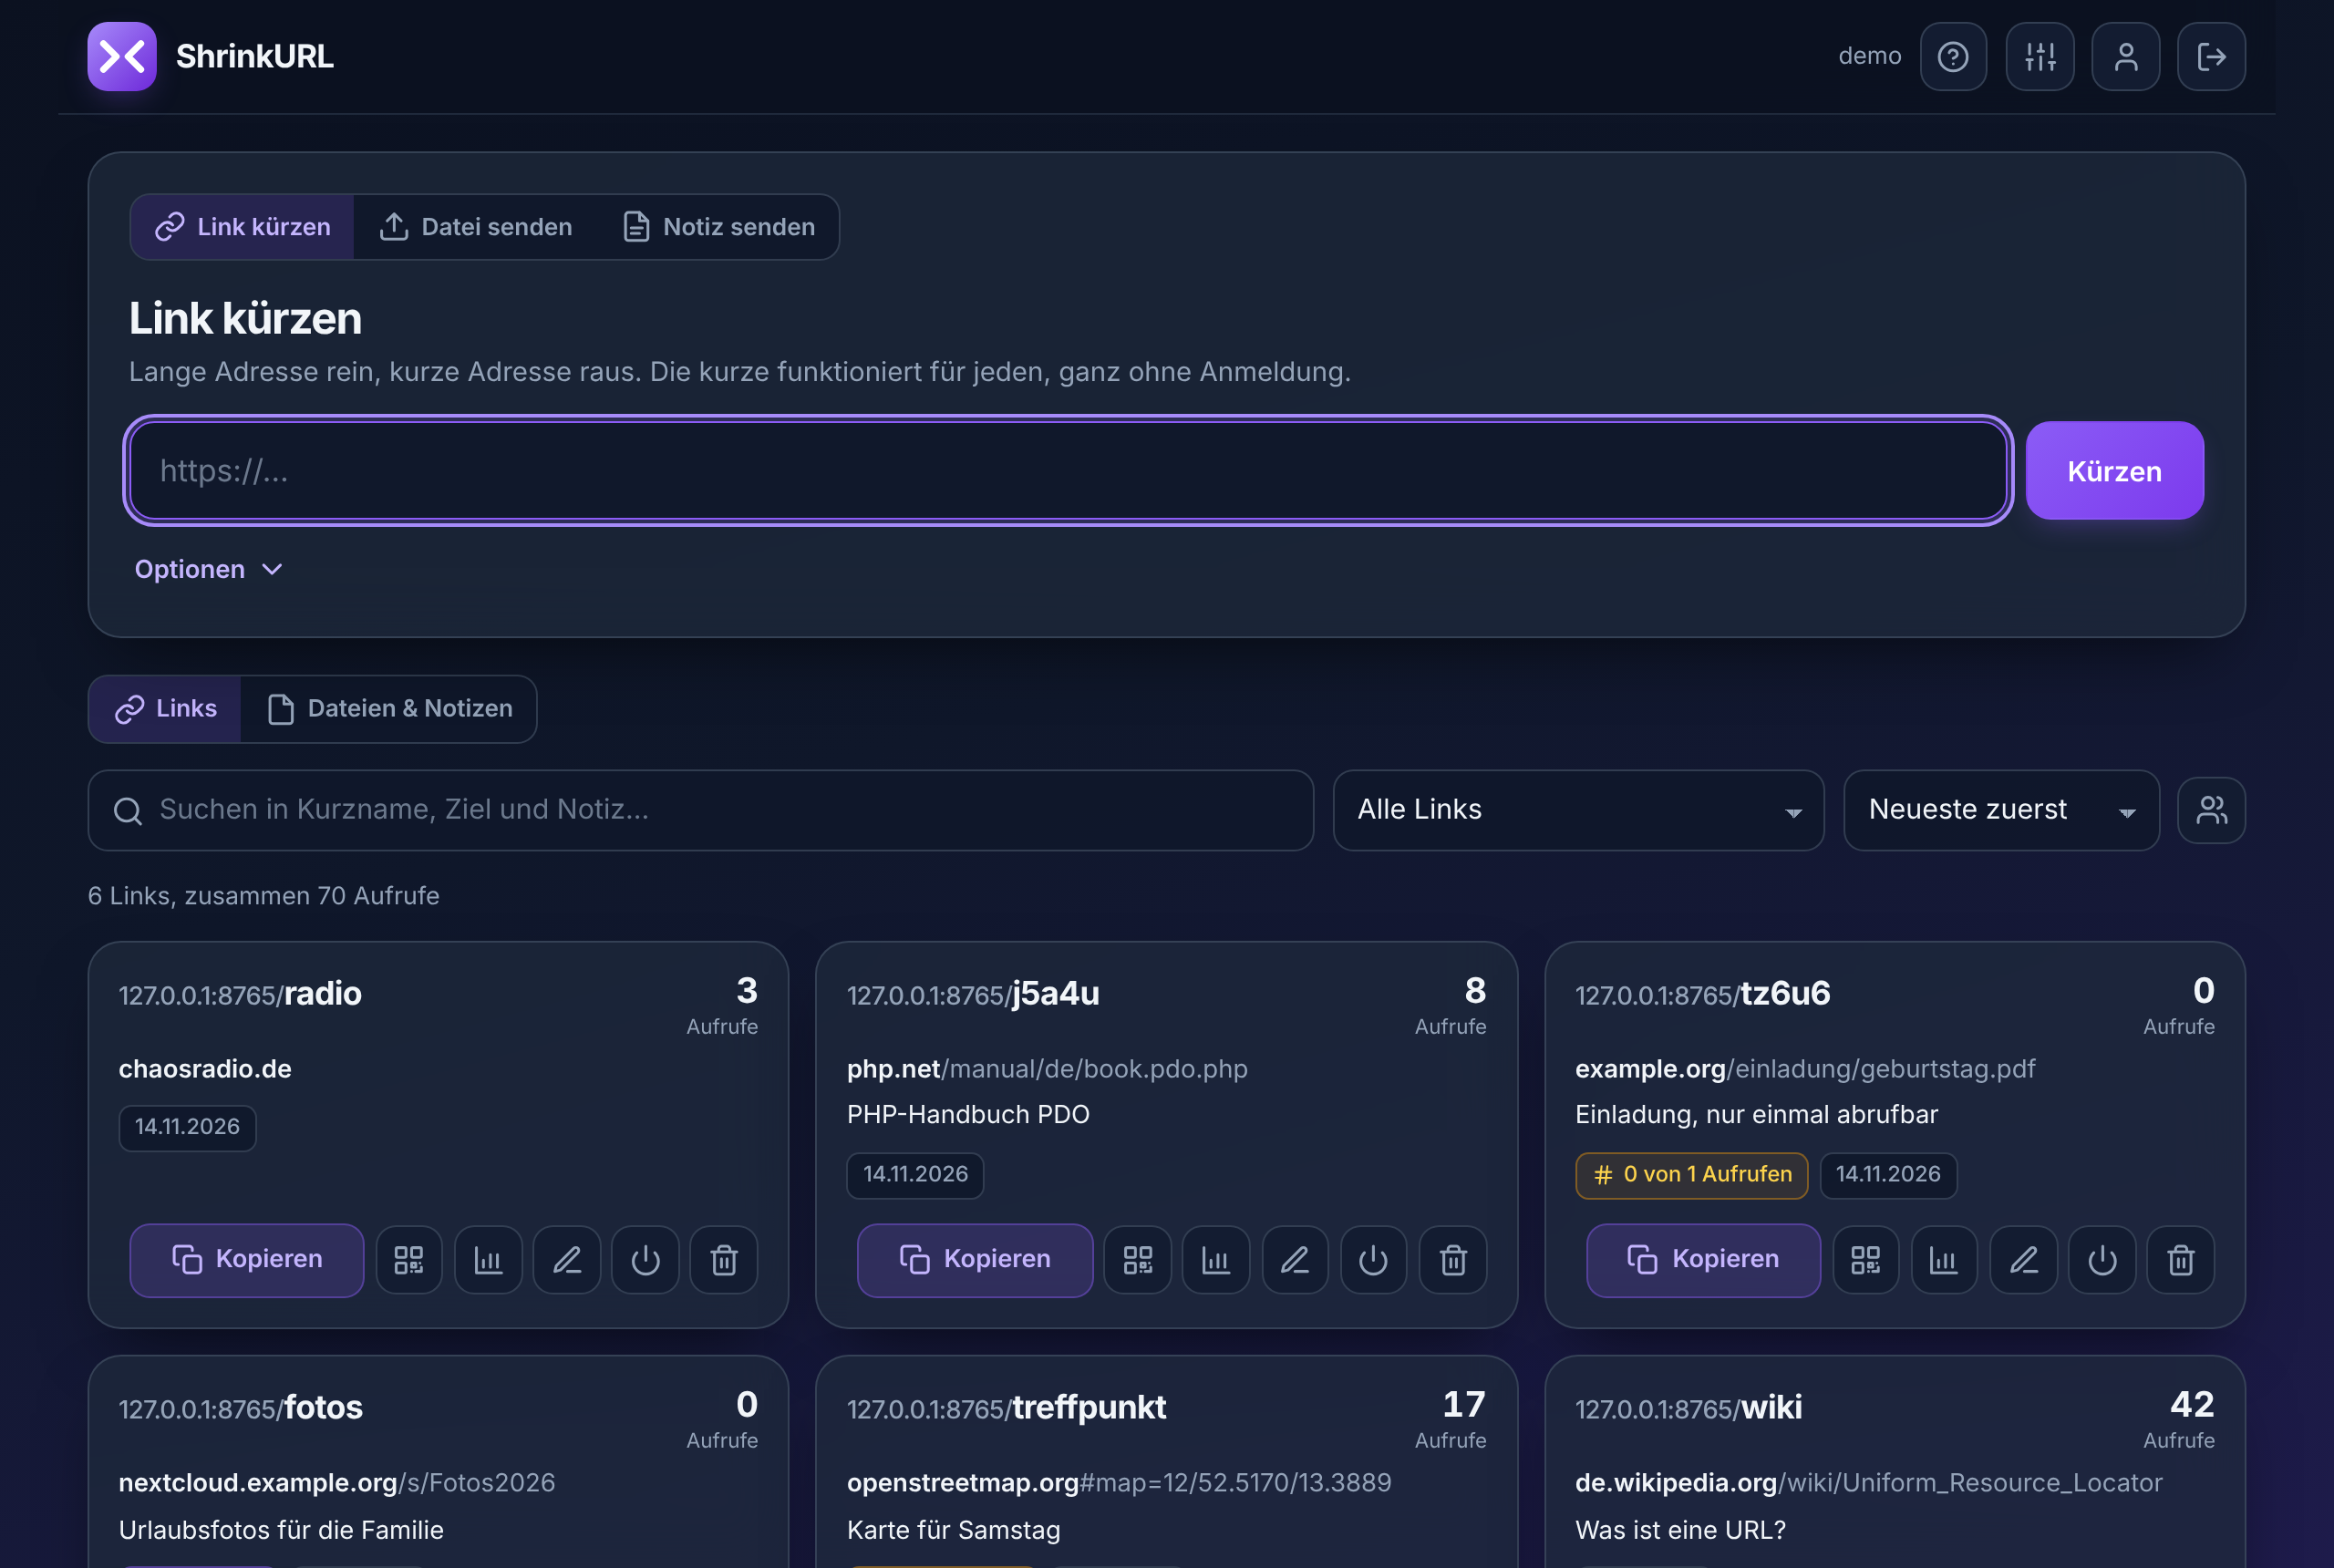 ShrinkURL
demo
Link kürzen
Datei senden
Notiz senden
Link kürzen
Lange Adresse rein, kurze Adresse raus. Die kurze funktioniert für jeden, ganz ohne Anmeldung.
https://...
Kürzen
Optionen
Links
Dateien & Notizen
Suchen in Kurzname, Ziel und Notiz...
Alle Links
Neueste zuerst
6 Links, zusammen 70 Aufrufe
127.0.0.1:8765/radio
3
Aufrufe
chaosradio.de
14.11.2026
Kopieren
127.0.0.1:8765/j5a4u
8
Aufrufe
php.net/manual/de/book.pdo.php
PHP-Handbuch PDO
14.11.2026
Kopieren
127.0.0.1:8765/tz6u6
0
Aufrufe
example.org/einladung/geburtstag.pdf
Einladung, nur einmal abrufbar
# 0 von 1 Aufrufen
14.11.2026
Kopieren
127.0.0.1:8765/fotos
0
Aufrufe
nextcloud.example.org/s/Fotos2026
Urlaubsfotos für die Familie
127.0.0.1:8765/treffpunkt
17
Aufrufe
openstreetmap.org#map=12/52.5170/13.3889
Karte für Samstag
127.0.0.1:8765/wiki
42
Aufrufe
de.wikipedia.org/wiki/Uniform_Resource_Locator
Was ist eine URL?